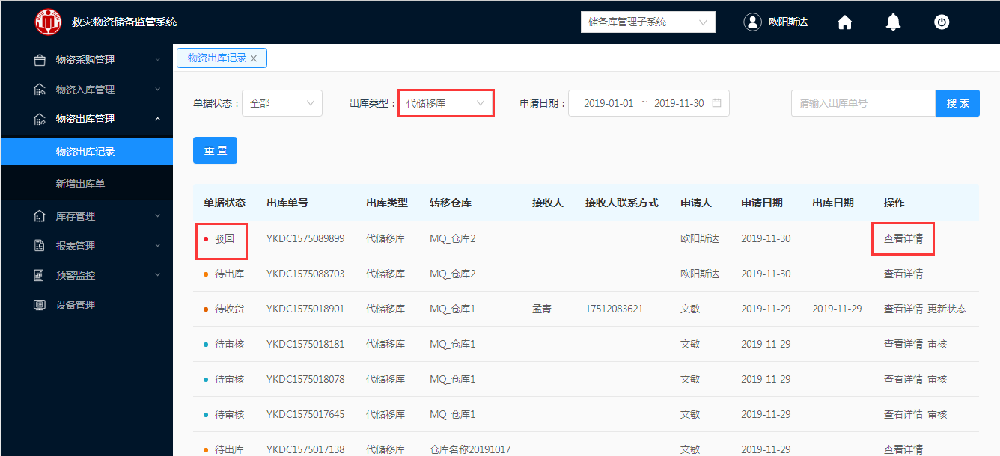 救灾物资储备监管系统 储备库管理子系统 欧阳斯达
物资采购管理
物资入库管理
物资出库管理
物资出库记录
新增出库单
库存管理
报表管理
预警监控
设备管理
物资出库记录 ×
单据状态： 全部 出库类型： 代储移库 申请日期： 2019-01-01 ~ 2019-11-30 请输入出库单号 搜 索
重 置
单据状态 出库单号 出库类型 转移仓库 接收人 接收人联系方式 申请人 申请日期 出库日期 操作
驳回 YKDC1575089899 代储移库 MQ_仓库2 欧阳斯达 2019-11-30 查看详情
待出库 YKDC1575088703 代储移库 MQ_仓库2 欧阳斯达 2019-11-30 查看详情
待收货 YKDC1575018901 代储移库 MQ_仓库1 孟青 17512083621 文敏 2019-11-29 2019-11-29 查看详情 更新状态
待审核 YKDC1575018181 代储移库 MQ_仓库1 文敏 2019-11-29 查看详情 审核
待审核 YKDC1575018078 代储移库 MQ_仓库1 文敏 2019-11-29 查看详情 审核
待审核 YKDC1575017645 代储移库 MQ_仓库1 文敏 2019-11-29 查看详情 审核
待出库 YKDC1575017138 代储移库 仓库名称20191017 文敏 2019-11-29 查看详情